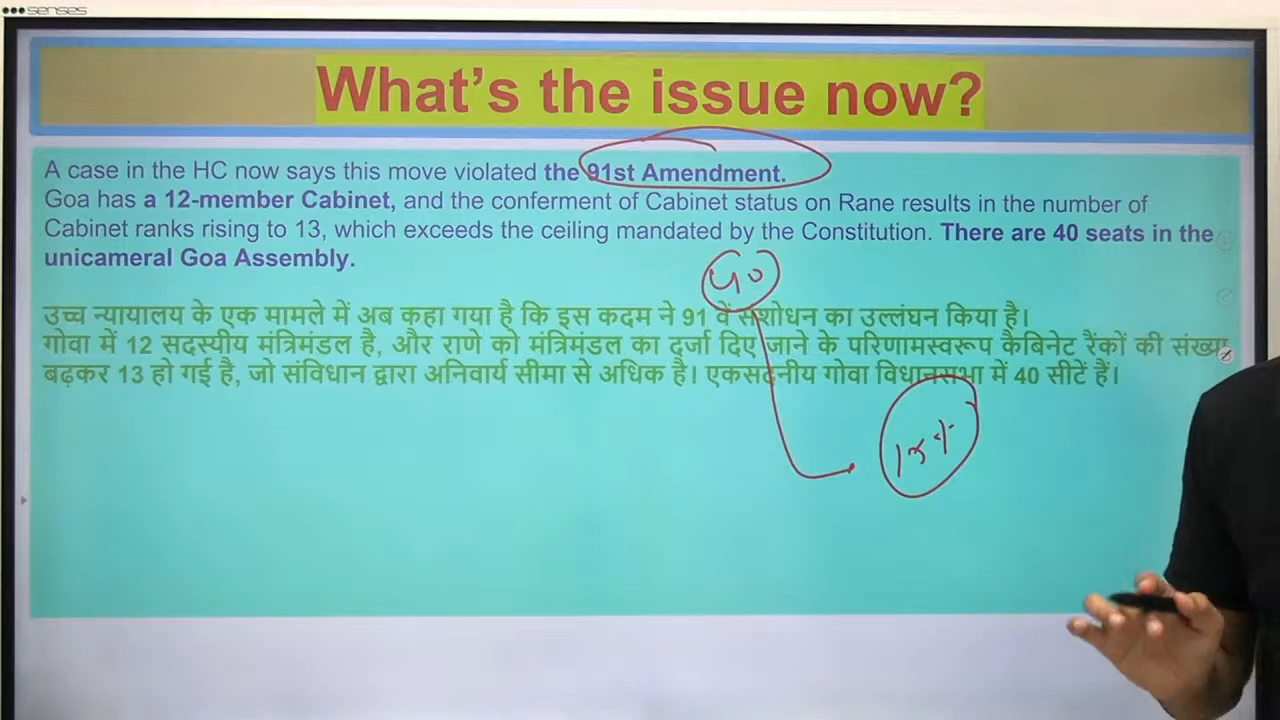 senses
What's the issue now?
A case in the HC now says this move violated the 91st Amendment.
Goa has a 12-member Cabinet, and the conferment of Cabinet status on Rane results in the number of
Cabinet ranks rising to 13, which exceeds the ceiling mandated by the Constitution. There are 40 seats in the
unicameral Goa Assembly.
40
उच्च न्यायालय के एक मामले में अब कहा गया है कि इस कदम ने 91 वें संशोधन का उल्लंघन किया है।
गोवा में 12 सदस्यीय मंत्रिमंडल है, और राणे को मंत्रिमंडल का दर्जा दिए जाने के परिणामस्वरूप कैबिनेट रैंकों की संख्या
बढ़कर 13 हो गई है, जो संविधान द्वारा अनिवार्य सीमा से अधिक है। एकसदनीय गोवा विधानसभा में 40 सीटें हैं।
15%